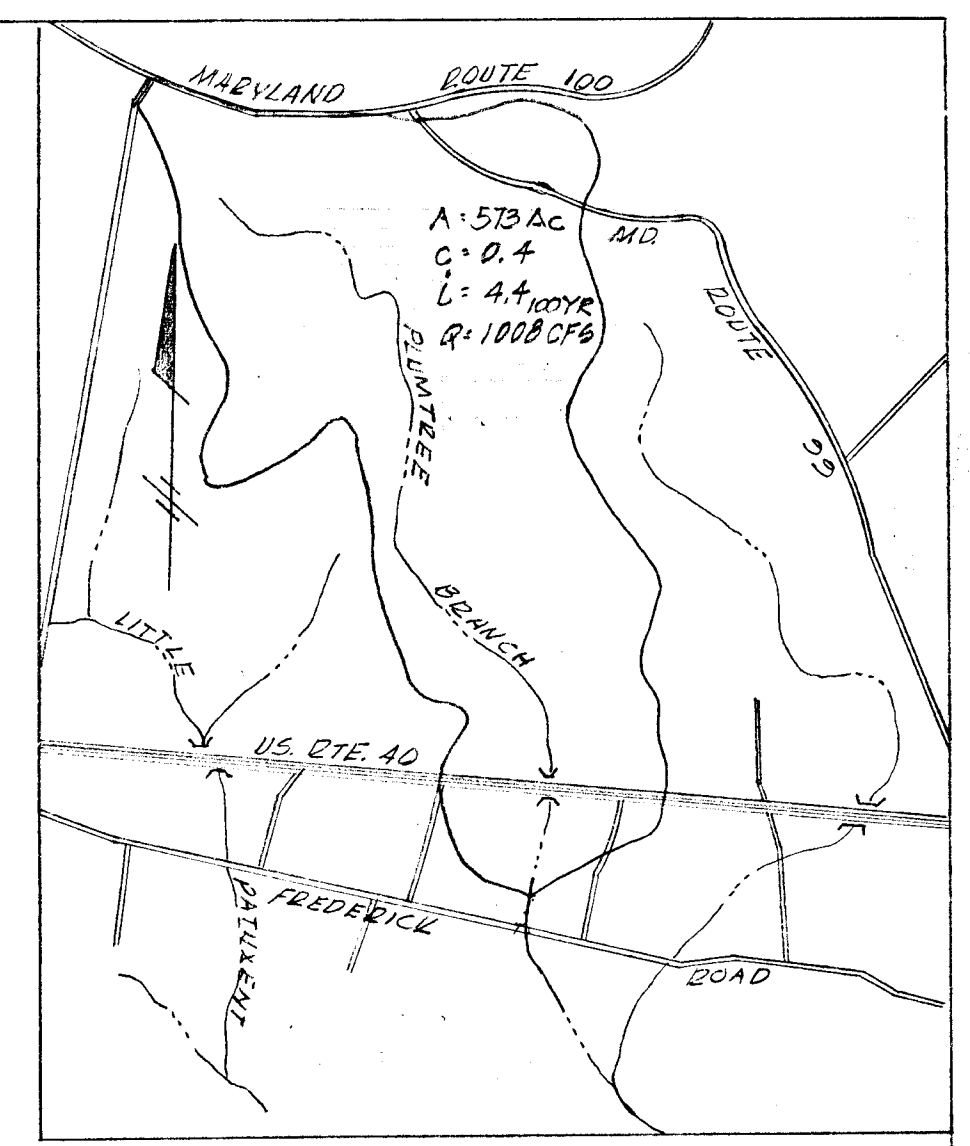 MARYLAND ROUTE 100
A = 573 AC
C = 0.4
i = 4.4 100YR
Q = 1008 CFS
MD. ROUTE 99
PLUMTREE BRANCH
LITTLE PATUXENT
US. RTE. 40
FREDERICK ROAD